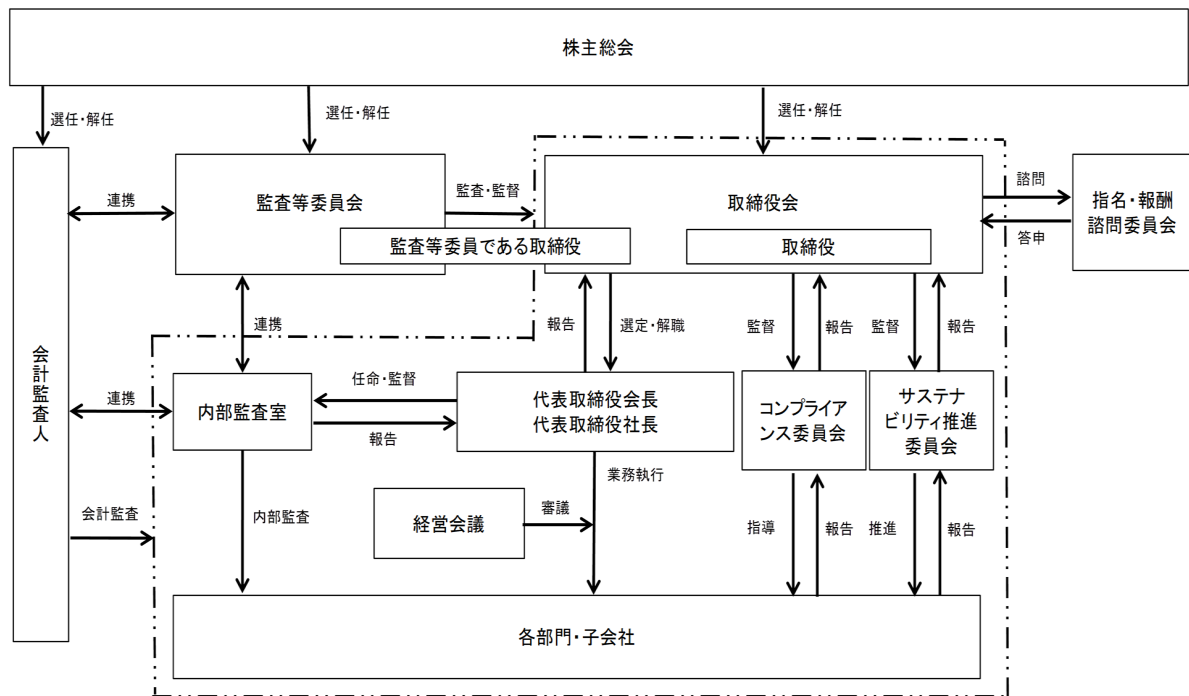 株主総会
選任・解任
選任・解任
選任・解任
監査等委員会
連携
監査・監督
取締役会
諮問
答申
指名・報酬
諮問委員会
監査等委員である取締役
取締役
連携
報告
選定・解職
監督
報告
監督
報告
会計監査人
連携
内部監査室
任命・監督
報告
代表取締役会長
代表取締役社長
コンプライア
ンス委員会
サステナ
ビリティ推進
委員会
業務執行
会計監査
内部監査
経営会議
審議
指導
報告
推進
報告
各部門・子会社